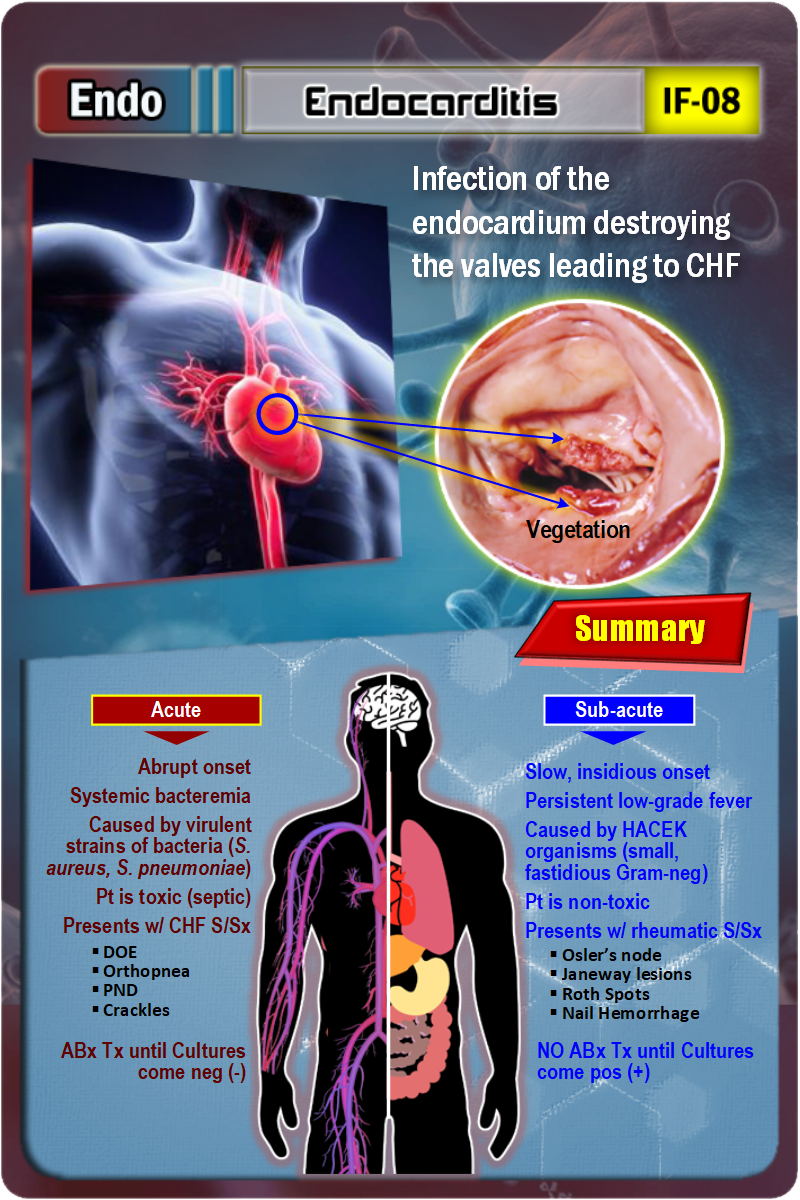 Endo
Endocarditis
IF-08
Infection of the
endocardium destroying
the valves leading to CHF
Vegetation
Summary
Acute
Abrupt onset
Systemic bacteremia
Caused by virulent
strains of bacteria (S.
aureus, S. pneumoniae)
Pt is toxic (septic)
Presents w/ CHF S/Sx
▪ DOE
▪ Orthopnea
▪ PND
▪ Crackles
ABx Tx until Cultures
come neg (-)
Sub-acute
Slow, insidious onset
Persistent low-grade fever
Caused by HACEK
organisms (small,
fastidious Gram-neg)
Pt is non-toxic
Presents w/ rheumatic S/Sx
▪ Osler's node
▪ Janeway lesions
▪ Roth Spots
▪ Nail Hemorrhage
NO ABx Tx until Cultures
come pos (+)